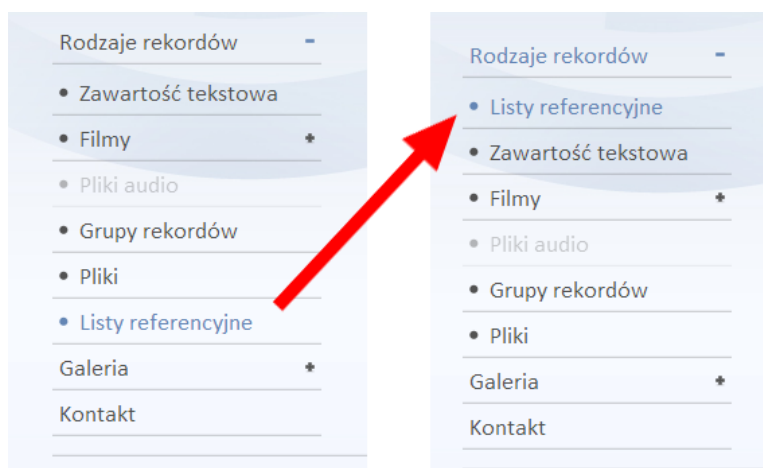 Rodzaje rekordów -
• Zawartość tekstowa
• Filmy +
• Pliki audio
• Grupy rekordów
• Pliki
• Listy referencyjne
Galeria +
Kontakt
Rodzaje rekordów -
• Listy referencyjne
• Zawartość tekstowa
• Filmy +
• Pliki audio
• Grupy rekordów
• Pliki
Galeria +
Kontakt